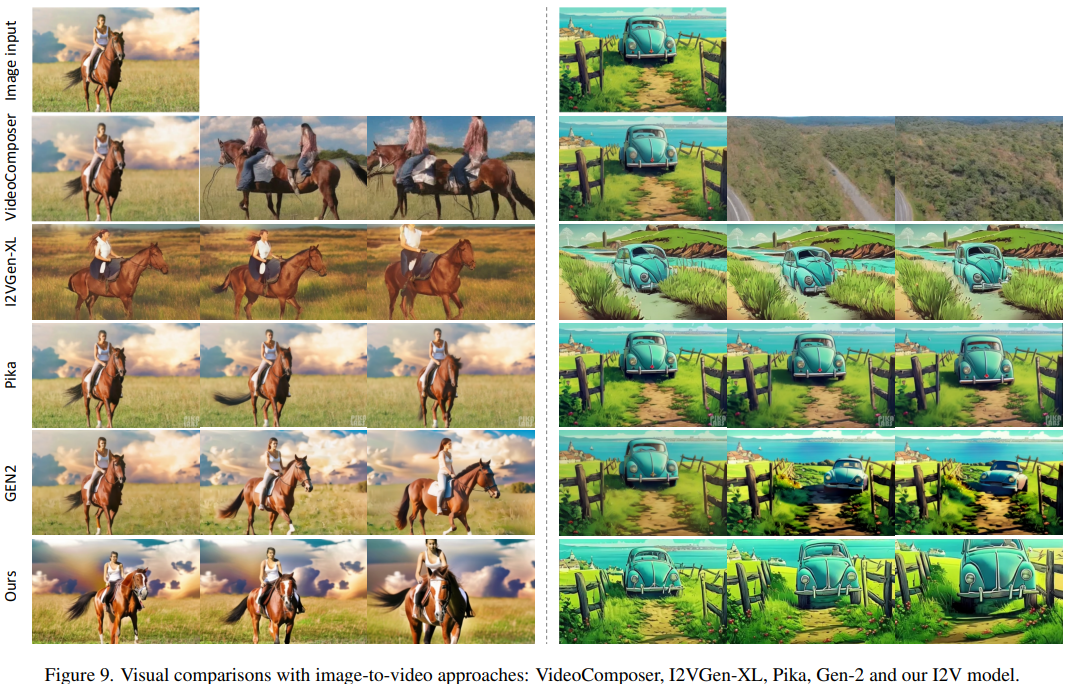 Image input
VideoComposer
I2VGen-XL
Pika
GEN2
Ours
Figure 9. Visual comparisons with image-to-video approaches: VideoComposer, I2VGen-XL, Pika, Gen-2 and our I2V model.